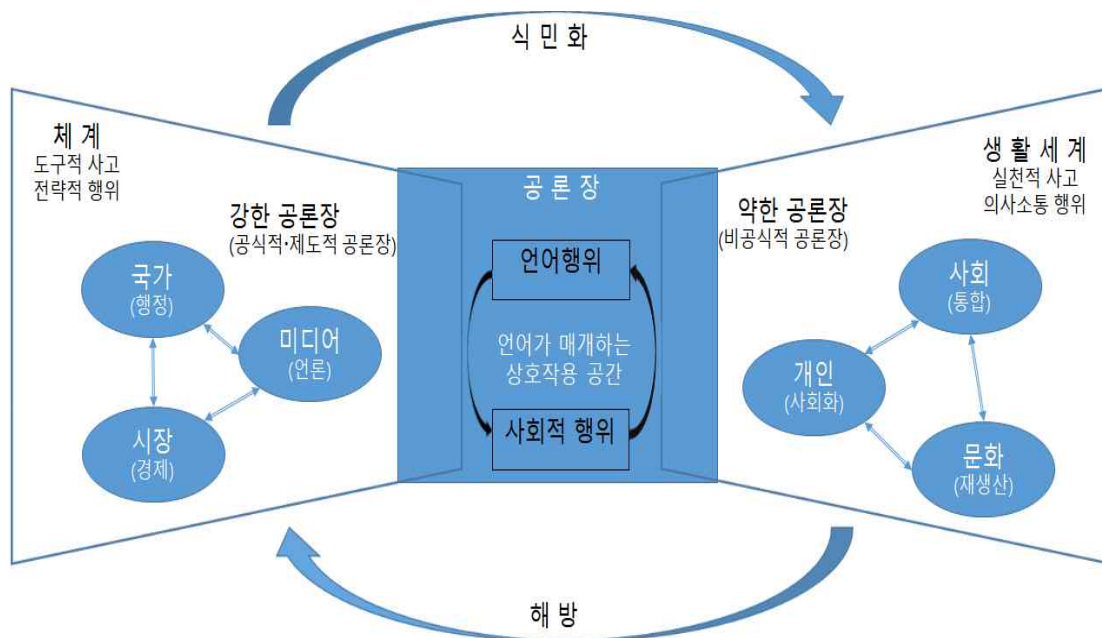 식 민 화
체 계
도구적 사고
전략적 행위
강한 공론장
(공식적·제도적 공론장)
국가
(행정)
미디어
(언론)
시장
(경제)
공 론 장
언어행위
언어가 매개하는
상호작용 공간
사회적 행위
생 활 세 계
실천적 사고
의사소통 행위
약한 공론장
(비공식적 공론장)
사회
(통합)
개인
(사회화)
문화
(재생산)
해 방